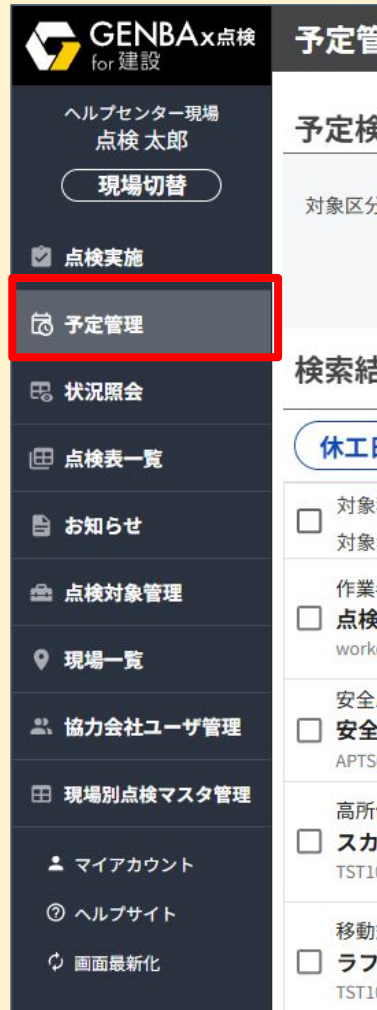 GENBAx点検
for 建設
ヘルプセンター現場
点検 太郎
現場切替
点検実施
予定管理
状況照会
点検表一覧
お知らせ
点検対象管理
現場一覧
協力会社ユーザ管理
現場別点検マスタ管理
マイアカウント
ヘルプサイト
画面最新化
予定管
予定検
対象区分
検索結
休工日
対象
対象
作業
点検
work
安全
安全
APTS
高所
スカ
TST10
移動
ラフ
TST10